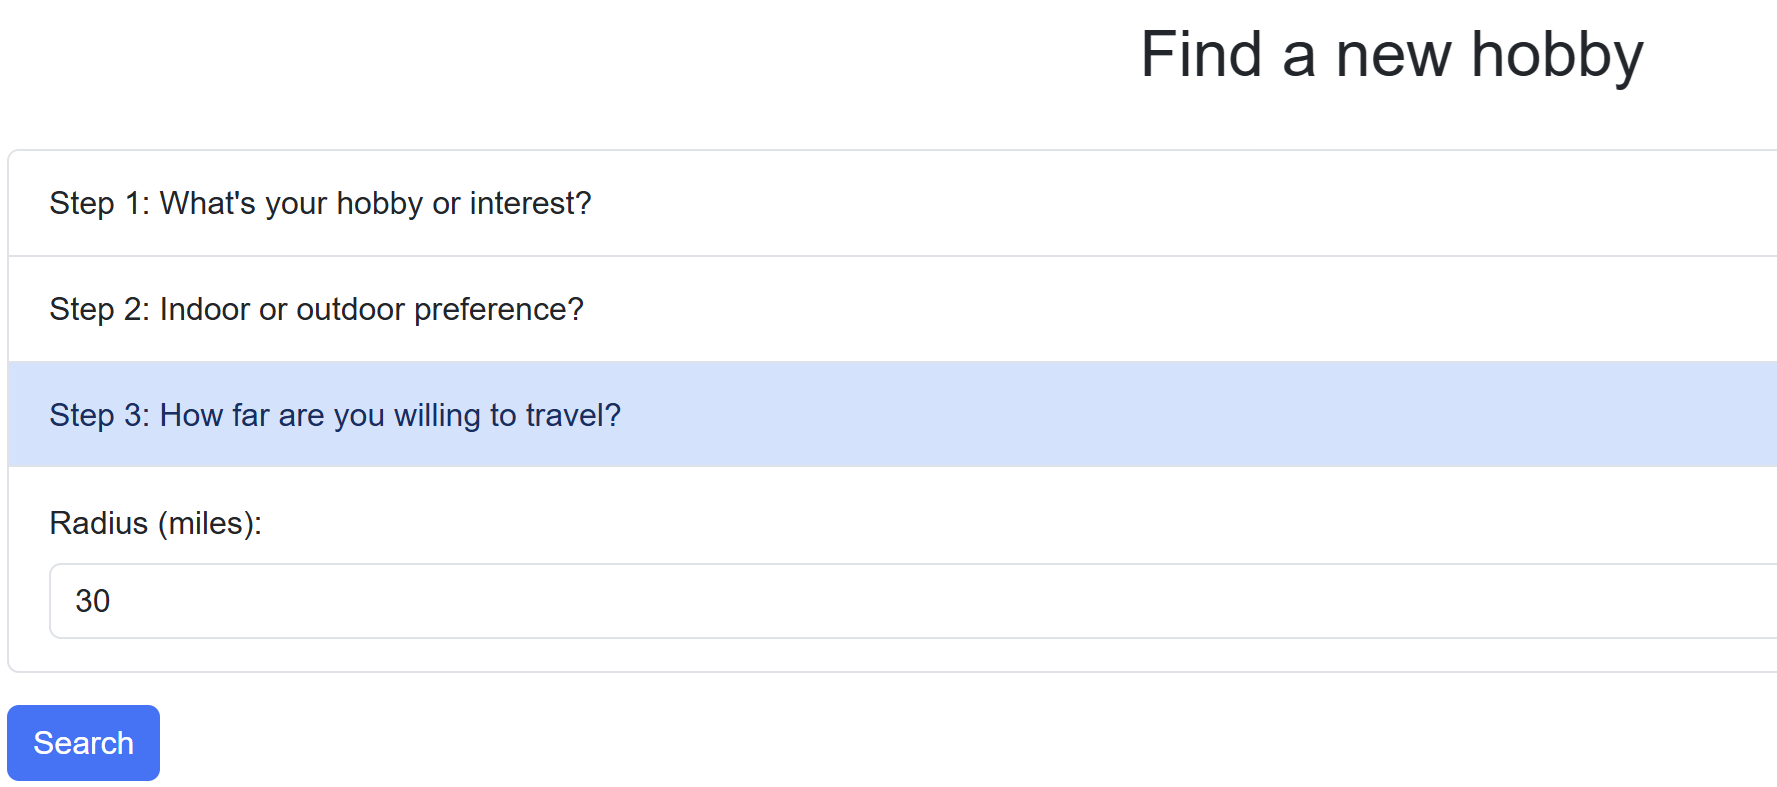 Find a new hobby
Step 1: What's your hobby or interest?
Step 2: Indoor or outdoor preference?
Step 3: How far are you willing to travel?
Radius (miles):
30
Search